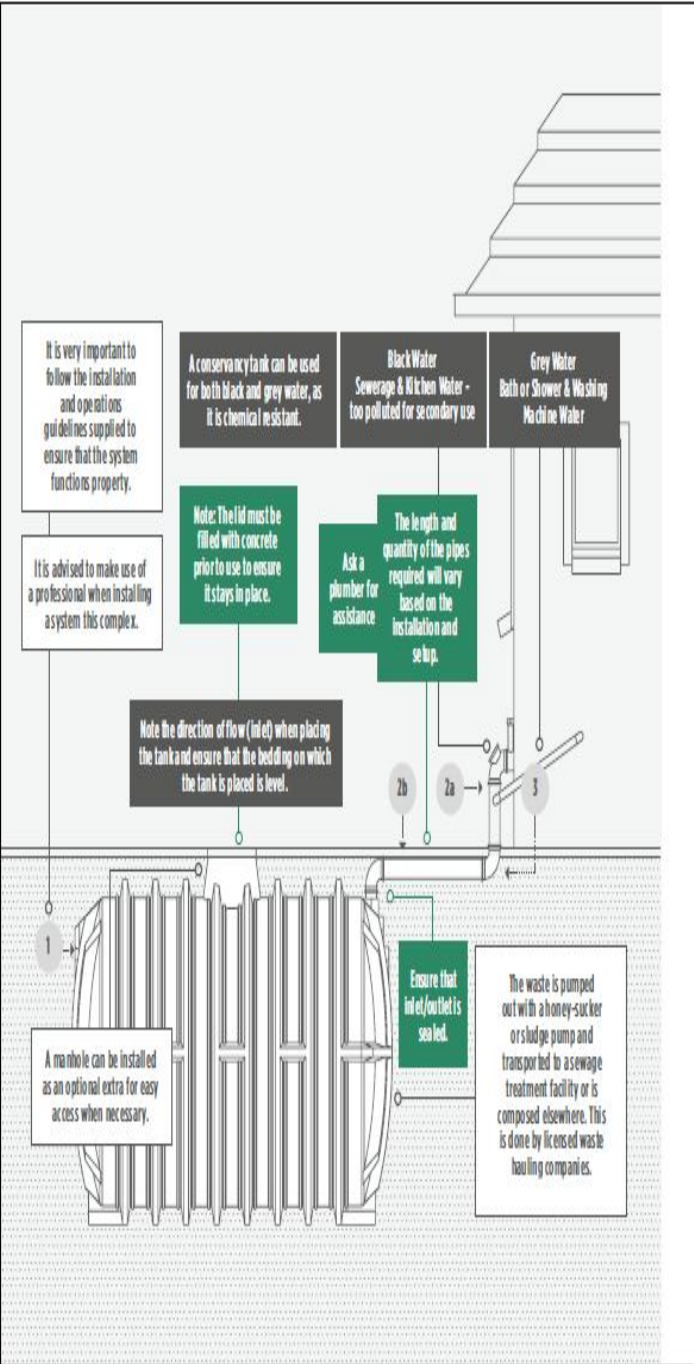 It is very important to
follow the installation
and operations
guidelines supplied to
ensure that the system
functions property.
A conservancy tank can be used
for both black and grey water, as
it is chemical resistant.
Black Water
Sewerage & Kitchen Water -
too polluted for secondary use
Grey Water
Bath or Shower & Washing
Machine Water
It is advised to make use of
a professional when installing
a system this complex.
Note: The lid must be
filled with concrete
prior to use to ensure
it stays in place.
Ask a
plumber for
assistance
The length and
quantity of the pipes
required will vary
based on the
installation and
setup.
Note the direction of flow (inlet) when placing
the tank and ensure that the bedding on which
the tank is placed is level.
2b
2a
3
1
Ensure that
inlet/outlet is
sealed.
A manhole can be installed
as an optional extra for easy
access when necessary.
The waste is pumped
out with a honey-sucker
or sludge pump and
transported to a sewage
treatment facility or is
composed elsewhere. This
is done by licensed waste
hauling companies.